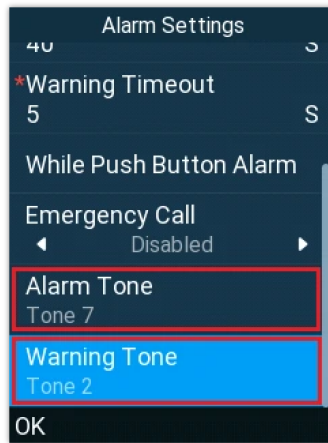 Alarm Settings
40 S
*Warning Timeout
5 S
While Push Button Alarm
Emergency Call
Disabled
Alarm Tone
Tone 7
Warning Tone
Tone 2
OK